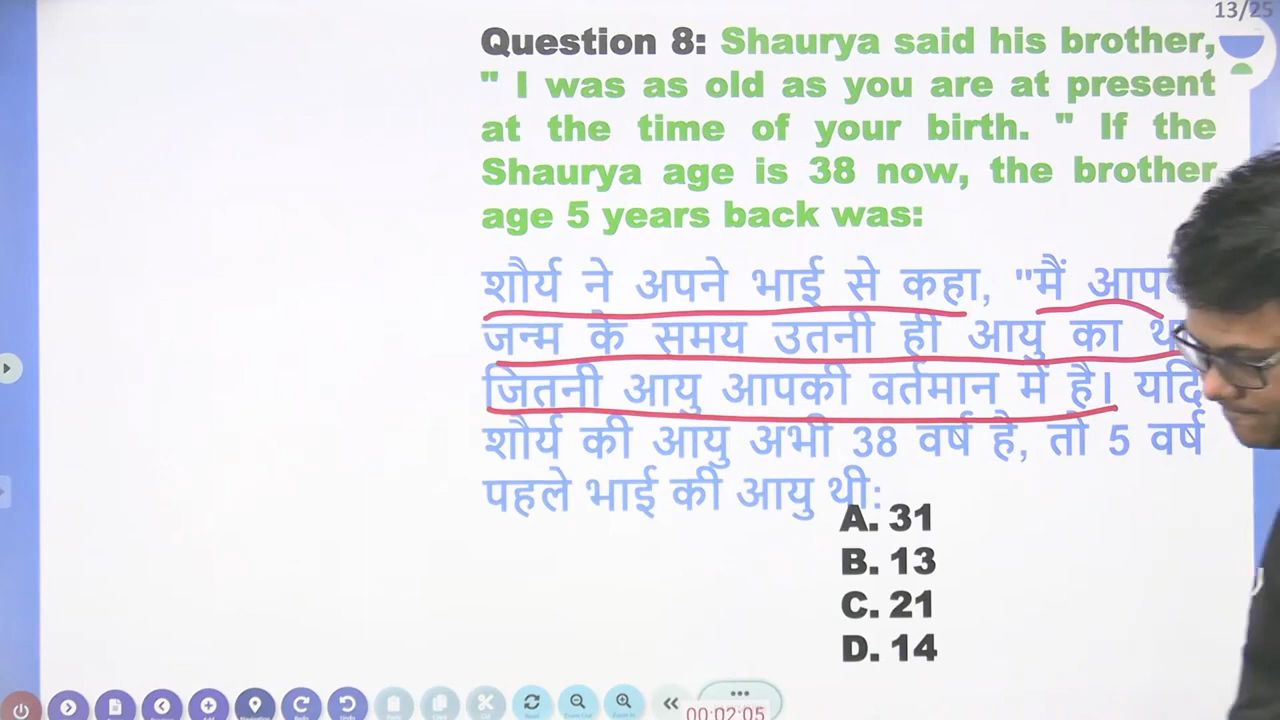 13/25
Question 8: Shaurya said his brother,
" I was as old as you are at present
at the time of your birth. " If the
Shaurya age is 38 now, the brother
age 5 years back was:
शौर्य ने अपने भाई से कहा, "मैं
जन्म के समय उतनी ही आयु का
जितनी आयु आपकी वर्तमान में है। यदि
शौर्य की आयु अभी 38 वर्ष है, तो 5 वर्ष
पहले भाई की आयु थी:
A. 31
B. 13
C. 21
D. 14
00:02:05